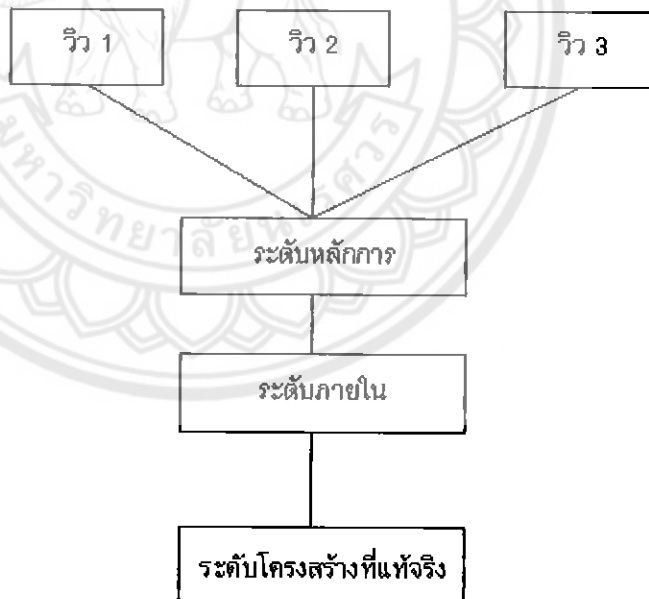 วิว 1
วิว 2
วิว 3
ระดับหลักการ
ระดับภายใน
ระดับโครงสร้างที่แท้จริง